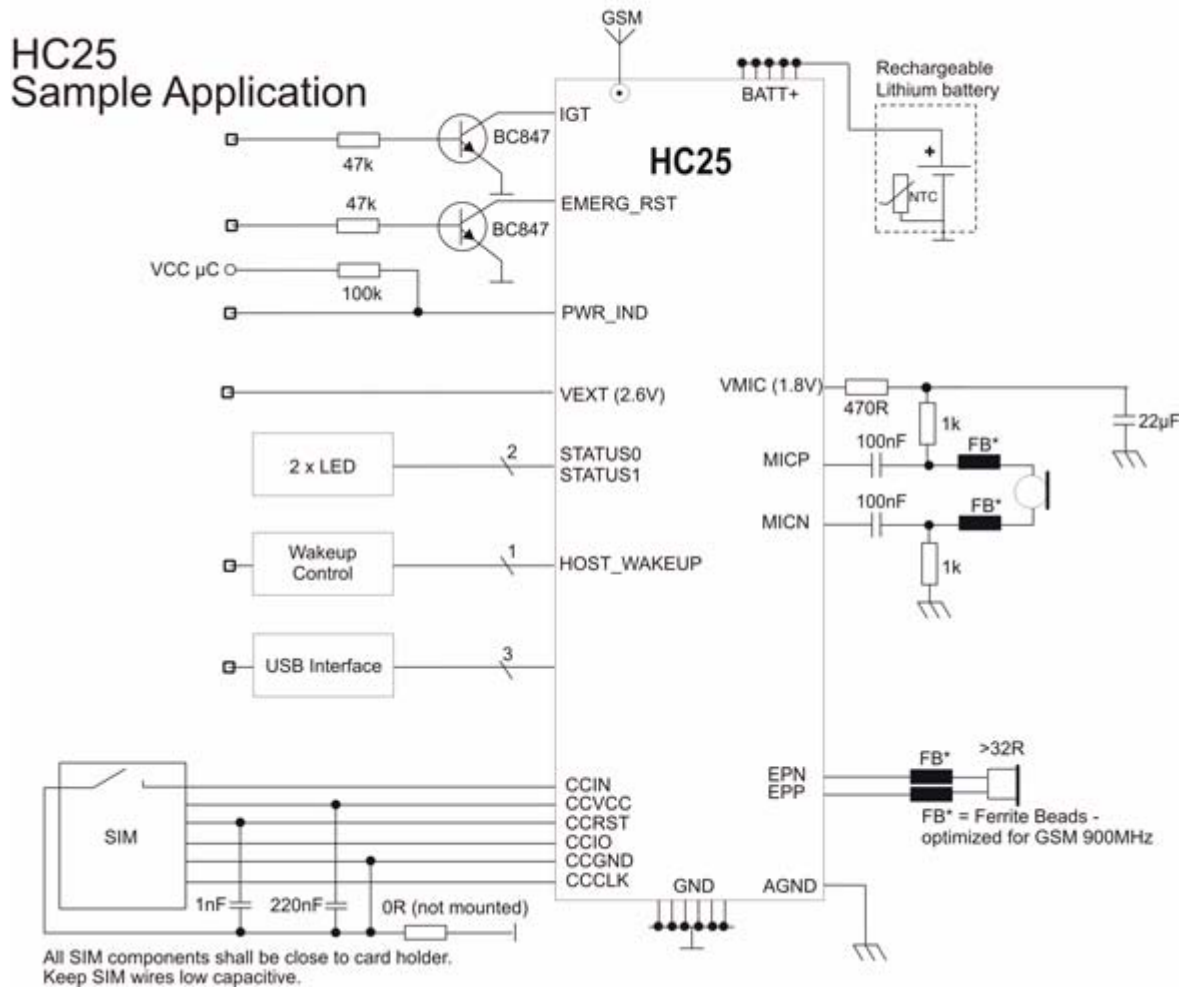 HC25
Sample Application
GSM
BATT+
Rechargeable
Lithium battery
+
NTC
IGT
BC847
47k
HC25
47k
EMERG_RST
BC847
VCC µC
100k
PWR_IND
VEXT (2.6V)
VMIC (1.8V)
470R
1k
22µF
2 x LED
2
STATUS0
STATUS1
100nF
FB*
MICP
100nF
FB*
MICN
1k
Wakeup
Control
1
HOST_WAKEUP
USB Interface
3
SIM
CCIN
CCVCC
CCRST
CCIO
CCGND
CCCLK
1nF
220nF
0R (not mounted)
EPN
EPP
FB*
>32R
FB* = Ferrite Beads -
optimized for GSM 900MHz
GND
AGND
All SIM components shall be close to card holder.
Keep SIM wires low capacitive.